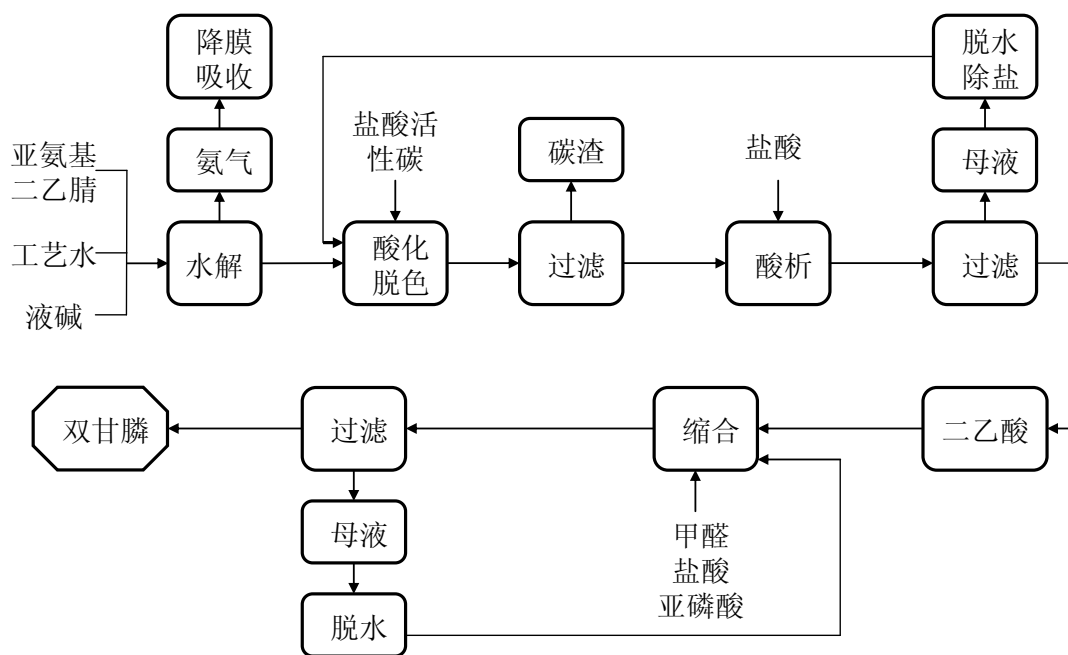 降膜
吸收
脱水
除盐
盐酸活
性碳
亚氨基
二乙腈
氨气
碳渣
盐酸
母液
工艺水
水解
酸化
脱色
过滤
酸析
过滤
液碱
双甘膦
过滤
缩合
二乙酸
母液
甲醛
盐酸
亚磷酸
脱水